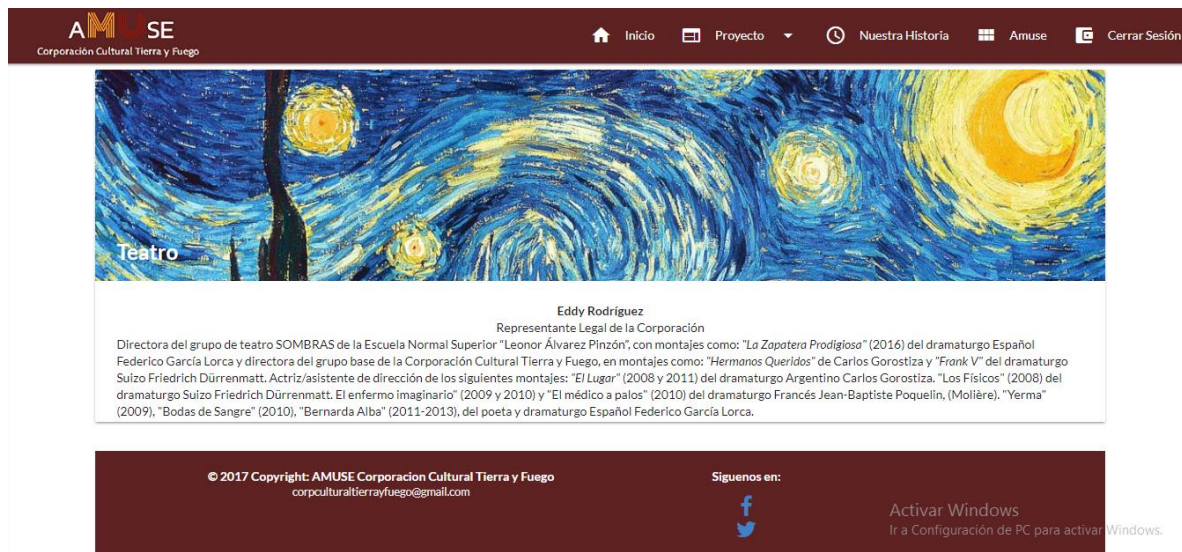 AMUSE
Corporación Cultural Tierra y Fuego
Inicio
Proyecto
Nuestra Historia
Amuse
Cerrar Sesión
Teatro
Eddy Rodríguez
Representante Legal de la Corporación
Directora del grupo de teatro SOMBRAS de la Escuela Normal Superior "Leonor Álvarez Pinzón", con montajes como: "La Zapatera Prodigiosa" (2016) del dramaturgo Español
Federico García Lorca y directora del grupo base de la Corporación Cultural Tierra y Fuego, en montajes como: "Hermanos Queridos" de Carlos Gorostiza y "Frank V" del dramaturgo
Suizo Friedrich Dürrenmatt. Actriz/asistente de dirección de los siguientes montajes: "El Lugar" (2008 y 2011) del dramaturgo Argentino Carlos Gorostiza. "Los Físicos" (2008) del
dramaturgo Suizo Friedrich Dürrenmatt. El enfermo imaginario" (2009 y 2010) y "El médico a palos" (2010) del dramaturgo Francés Jean-Baptiste Poquelin, (Molière). "Yerma"
(2009), "Bodas de Sangre" (2010), "Bernarda Alba" (2011-2013), del poeta y dramaturgo Español Federico García Lorca.
© 2017 Copyright: AMUSE Corporacion Cultural Tierra y Fuego
corpculturaltierrayfuego@gmail.com
Siguenos en:
Activar Windows
Ir a Configuración de PC para activar Windows.